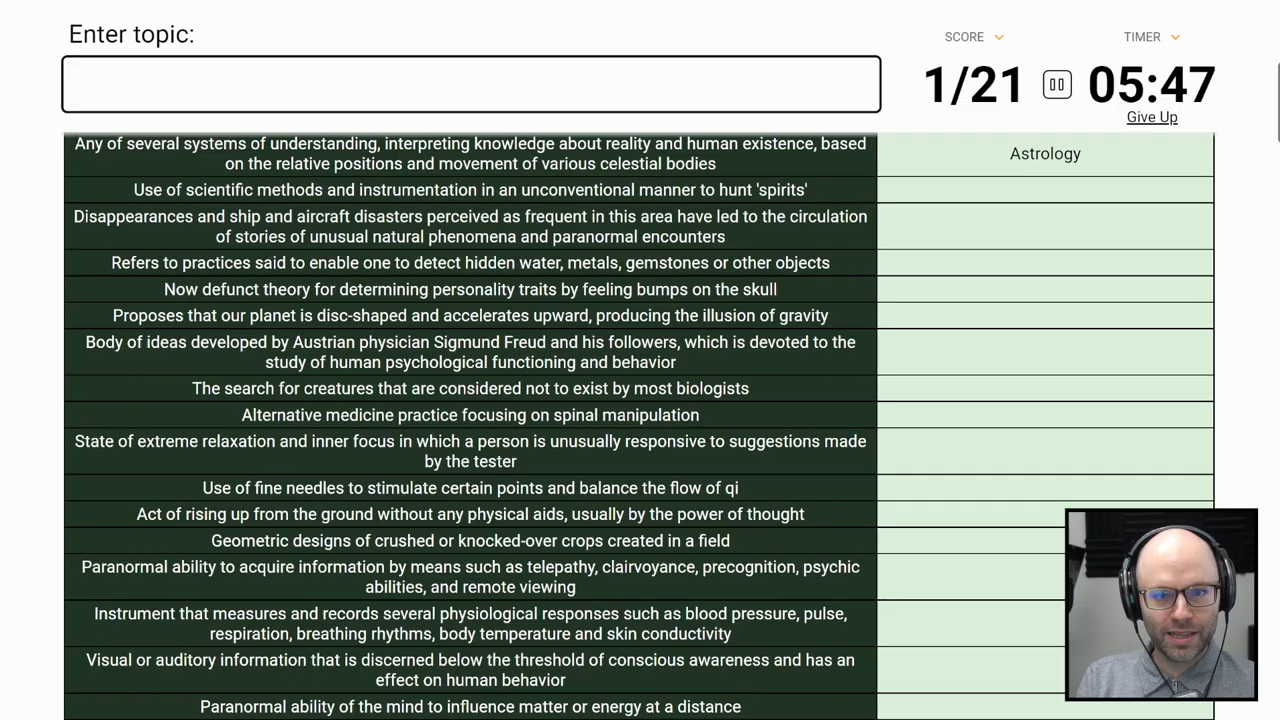 Enter topic:
SCORE
TIMER
1/21
05:47
Give Up
Any of several systems of understanding, interpreting knowledge about reality and human existence, based
on the relative positions and movement of various celestial bodies
Astrology
Use of scientific methods and instrumentation in an unconventional manner to hunt 'spirits'
Disappearances and ship and aircraft disasters perceived as frequent in this area have led to the circulation
of stories of unusual natural phenomena and paranormal encounters
Refers to practices said to enable one to detect hidden water, metals, gemstones or other objects
Now defunct theory for determining personality traits by feeling bumps on the skull
Proposes that our planet is disc-shaped and accelerates upward, producing the illusion of gravity
Body of ideas developed by Austrian physician Sigmund Freud and his followers, which is devoted to the
study of human psychological functioning and behavior
The search for creatures that are considered not to exist by most biologists
Alternative medicine practice focusing on spinal manipulation
State of extreme relaxation and inner focus in which a person is unusually responsive to suggestions made
by the tester
Use of fine needles to stimulate certain points and balance the flow of qi
Act of rising up from the ground without any physical aids, usually by the power of thought
Geometric designs of crushed or knocked-over crops created in a field
Paranormal ability to acquire information by means such as telepathy, clairvoyance, precognition, psychic
abilities, and remote viewing
Instrument that measures and records several physiological responses such as blood pressure, pulse,
respiration, breathing rhythms, body temperature and skin conductivity
Visual or auditory information that is discerned below the threshold of conscious awareness and has an
effect on human behavior
Paranormal ability of the mind to influence matter or energy at a distance